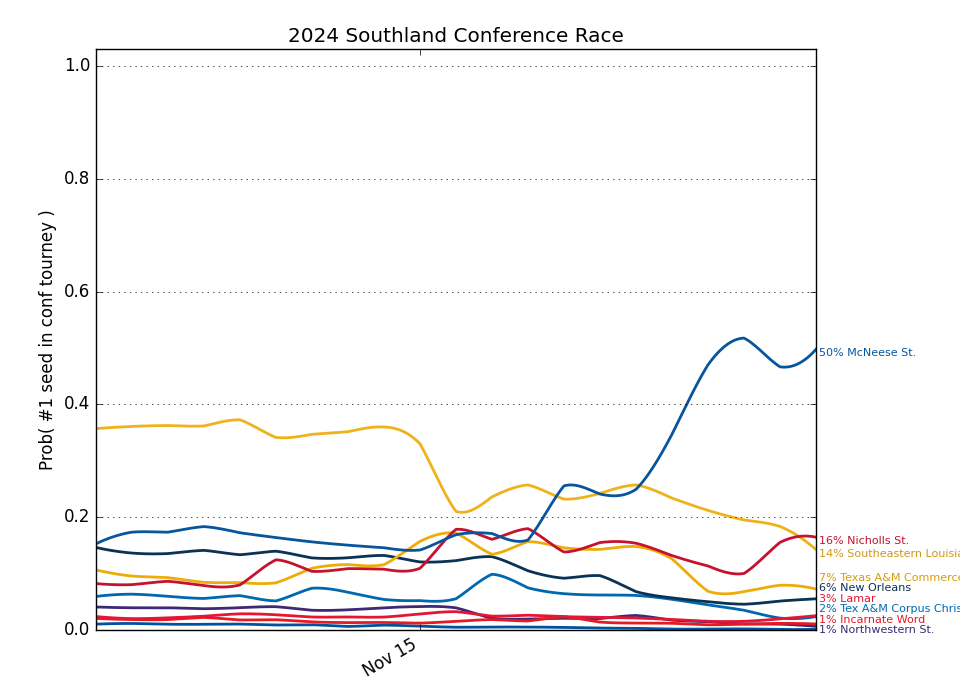 2024 Southland Conference Race
1.0
0.8
0.6
0.4
0.2
0.0
Prob( #1 seed in conf tourney )
Nov 15
50% McNeese St.
16% Nicholls St.
14% Southeastern Louisia
7% Texas A&M Commerce
6% New Orleans
3% Lamar
2% Tex A&M Corpus Chris
1% Incarnate Word
1% Northwestern St.